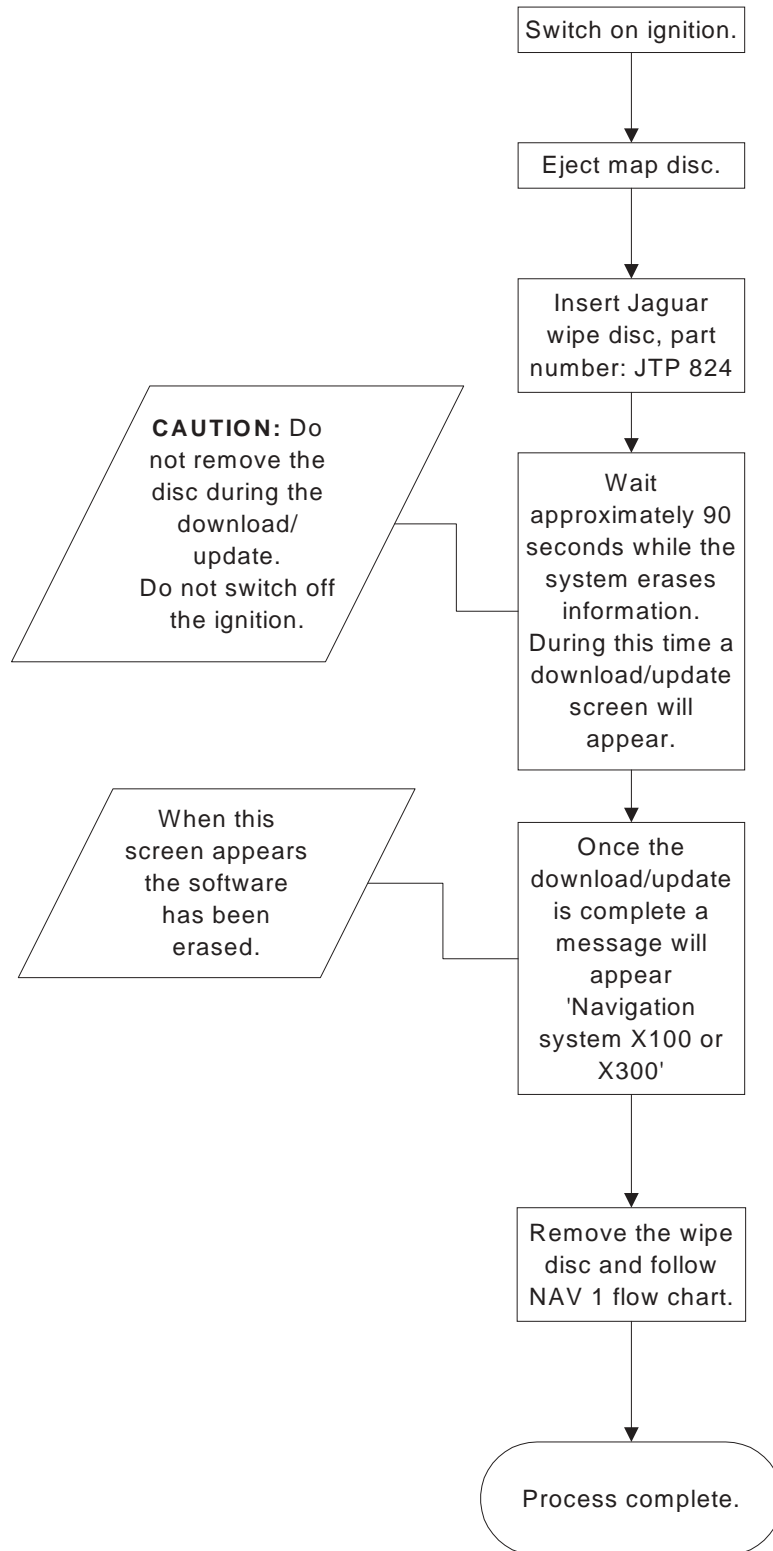 Switch on ignition.
Eject map disc.
Insert Jaguar
wipe disc, part
number: JTP 824
CAUTION: Do
not remove the
disc during the
download/
update.
Do not switch off
the ignition.
Wait
approximately 90
seconds while the
system erases
information.
During this time a
download/update
screen will
appear.
When this
screen appears
the software
has been
erased.
Once the
download/update
is complete a
message will
appear
'Navigation
system X100 or
X300'
Remove the wipe
disc and follow
NAV 1 flow chart.
Process complete.